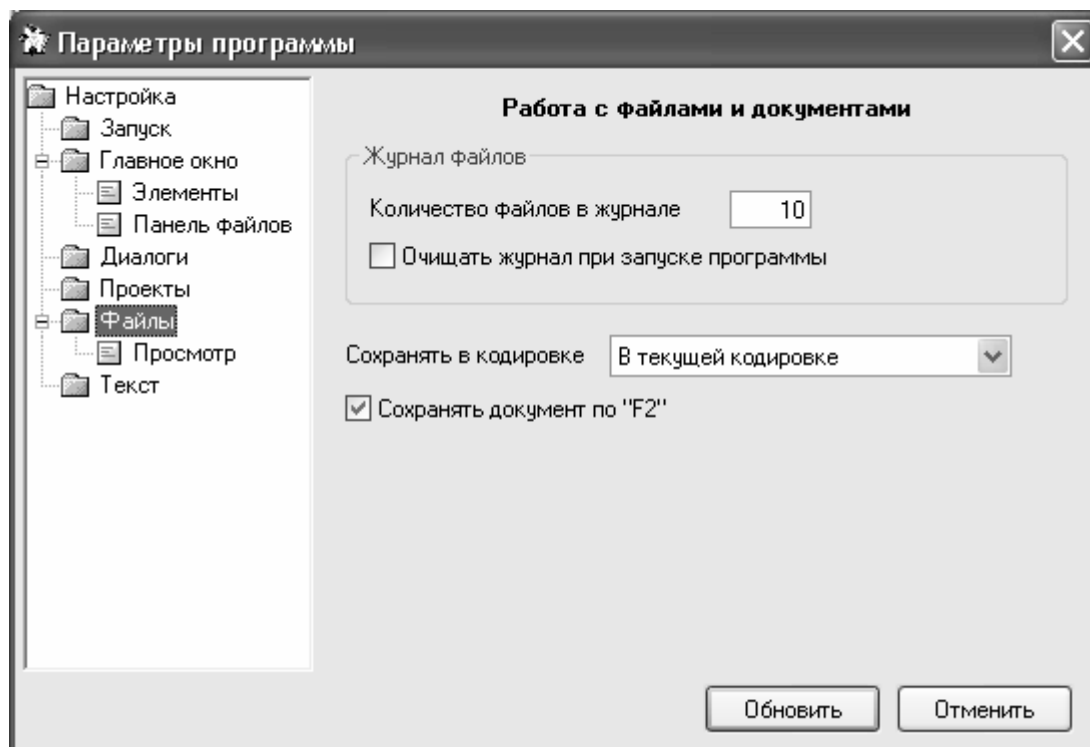 Параметры программы
Настройка
Запуск
Главное окно
Элементы
Панель файлов
Диалоги
Проекты
Файлы
Просмотр
Текст
Работа с файлами и документами
Журнал файлов
Количество файлов в журнале 10
Очищать журнал при запуске программы
Сохранять в кодировке В текущей кодировке
Сохранять документ по "F2"
Обновить Отменить